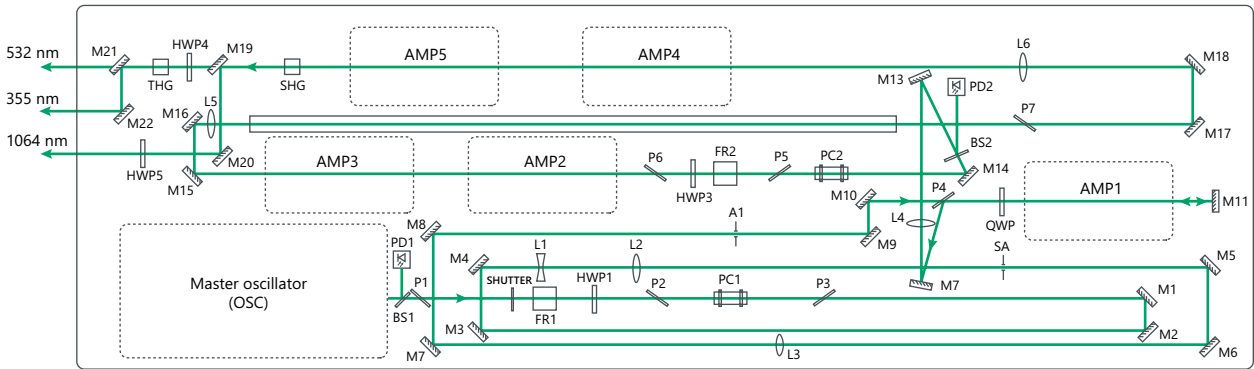 532 nm
M21
HWP4
M19
AMP5
AMP4
L6
M18
THG
SHG
M13
PD2
355 nm
M16
L5
P7
M22
BS2
M17
1064 nm
M20
HWP5
M15
AMP3
AMP2
P6
HWP3
FR2
P5
PC2
M14
M10
P4
AMP1
M11
M8
A1
M9
L4
QWP
PD1
M4
L1
L2
SA
M5
Master oscillator
(OSC)
P1
SHUTTER
HWP1
P2
PC1
P3
M7
M1
BS1
FR1
M3
M2
M7
L3
M6